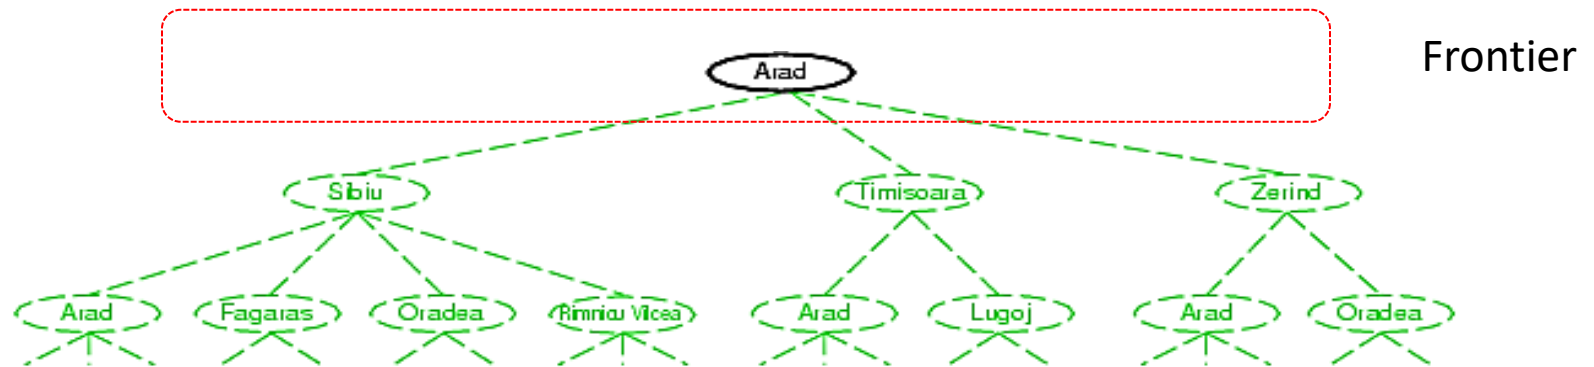 Frontier
Arad
Sibiu
Timisoara
Zerind
Arad
Fagaras
Oradea
Rimnicu Vilcea
Arad
Lugoj
Arad
Oradea